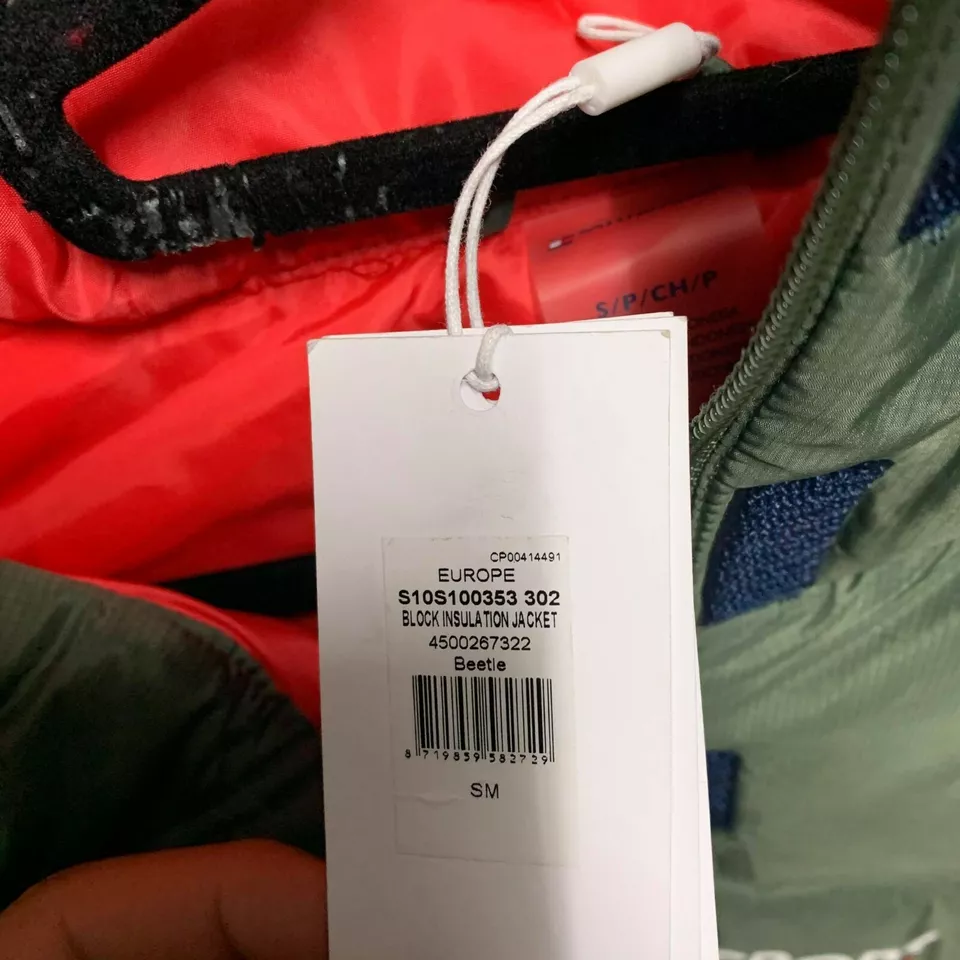 S/P/CH/P
CP00414491
EUROPE
S10S100353 302
BLOCK INSULATION JACKET
4500267322
Beetle
8 719859 582729
SM